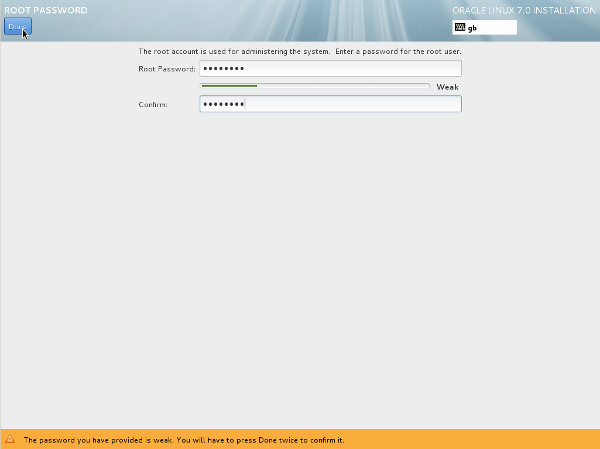 ROOT PASSWORD
ORACLE LINUX 7.0 INSTALLATION
Done
gb
The root account is used for administering the system. Enter a password for the root user.
Root Password: ••••••••
Weak
Confirm: ••••••••
The password you have provided is weak. You will have to press Done twice to confirm it.